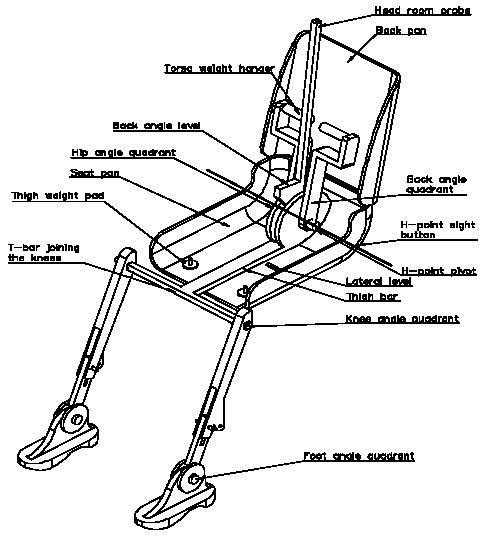 Head room probe
Back pan
Torso weight hanger
Back angle level
Hip angle quadrant
Seat pan
Thigh weight pad
T-bar joining
the knees
Back angle
quadrant
H-point sight
button
H-point pivot
Lateral level
Thigh bar
Knee angle quadrant
Foot angle quadrant